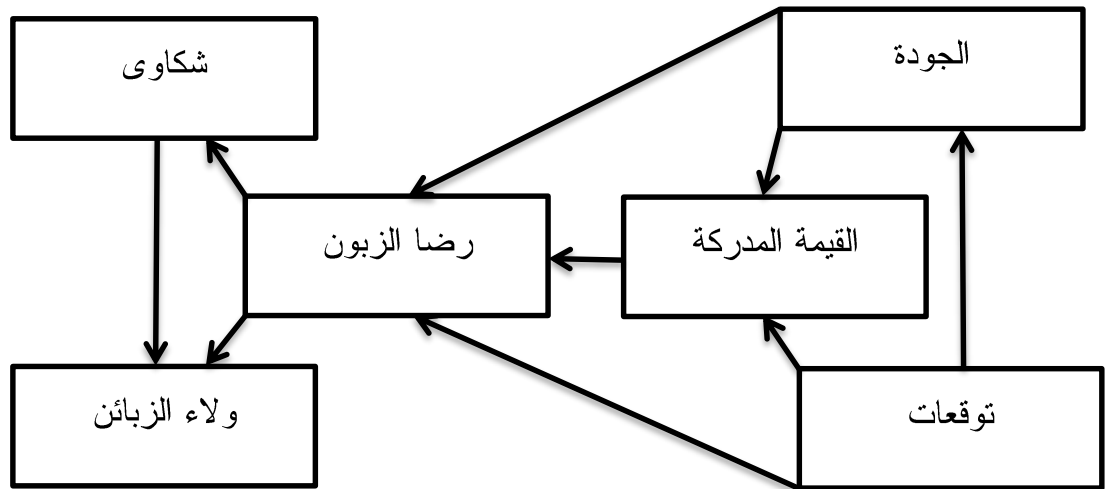 الجودة
شكاوى
القيمة المدركة
رضا الزبون
توقعات
ولاء الزبائن